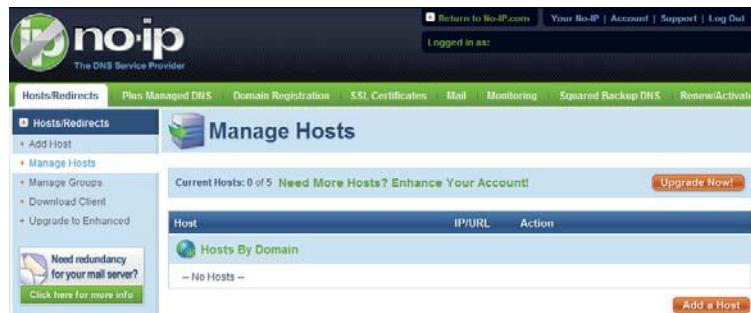 no-ip
The DNS Service Provider
Return to No-IP.com
Your No-IP | Account | Support | Log Out
Logged in as:
Hosts/Redirects Plus Managed DNS Domain Registration SSL Certificates Mail Monitoring Squared Backup DNS Renew/Activate
Hosts/Redirects
Add Host
Manage Hosts
Manage Groups
Download Client
Upgrade to Enhanced
Need redundancy
for your mail server?
Click here for more info
Manage Hosts
Current Hosts: 0 of 5 Need More Hosts? Enhance Your Account!
Upgrade Now!
Host IP/URL Action
Hosts By Domain
-- No Hosts --
Add a Host